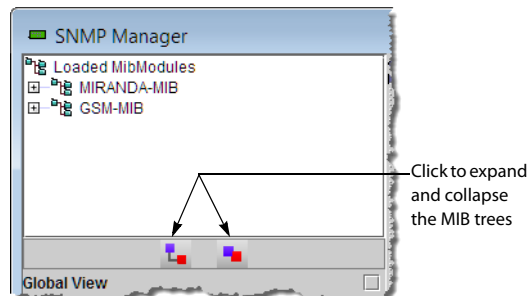 SNMP Manager
Loaded MibModules
MIRANDA-MIB
GSM-MIB
Click to expand
and collapse
the MIB trees
Global View